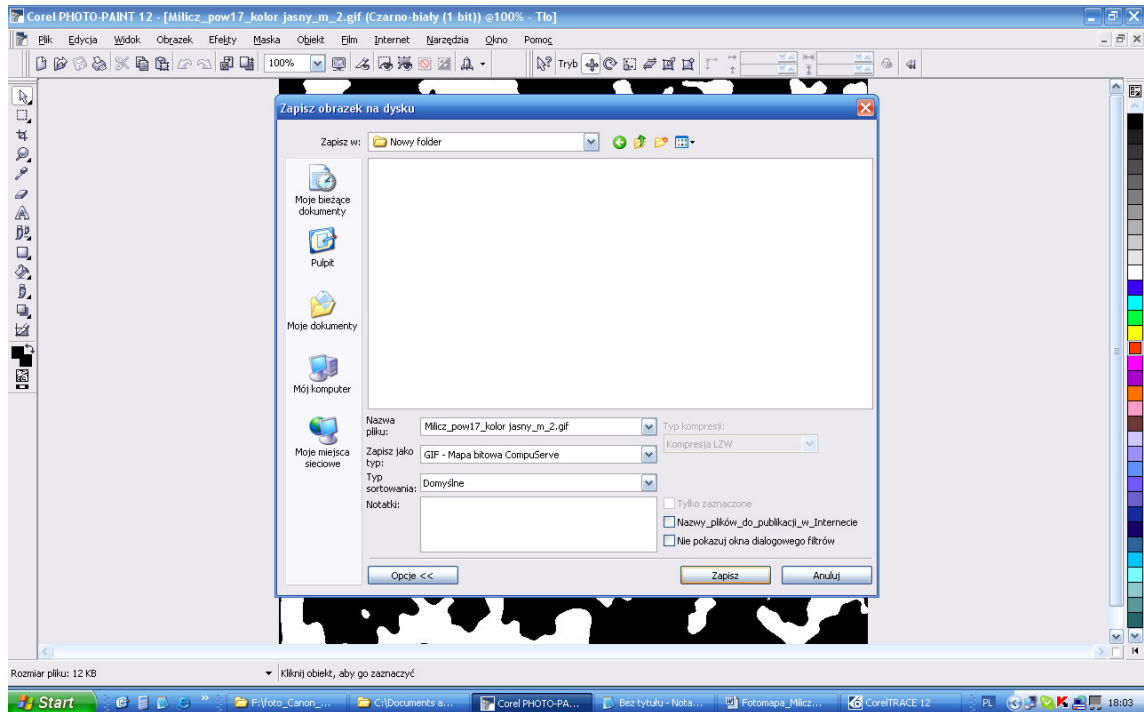 Corel PHOTO-PAINT 12 - [Milicz_pow17_kolor jasny_m_2.gif (Czarno-biały (1 bit)) @100% - Tło]
Plik Edycja Widok Obrazek Efekty Maska Obiekt Film Internet Narzędzia Okno Pomoc
100% Tryb
Zapisz obrazek na dysku
Zapisz w: Nowy folder
Moje bieżące
dokumenty
Pulpit
Moje dokumenty
Mój komputer
Moje miejsca
sieciowe
Nazwa
pliku: Milicz_pow17_kolor jasny_m_2.gif
Typ kompresji:
Kompresja LZW
Zapisz jako
typ: GIF - Mapa bitowa CompuServe
Typ
sortowania: Domyślne
Notatki:
Tylko zaznaczone
Nazwy_plików_do_publikacji_w_Internecie
Nie pokazuj okna dialogowego filtrów
Opcje << Zapisz Anuluj
Rozmiar pliku: 12 KB Kliknij obiekt, aby go zaznaczyć
Start F:\foto_Canon_... C:\Documents a... Corel PHOTO-PA... Bez tytułu - Nota... Fotomapa_Milicz... CorelTRACE 12 PL 18:03